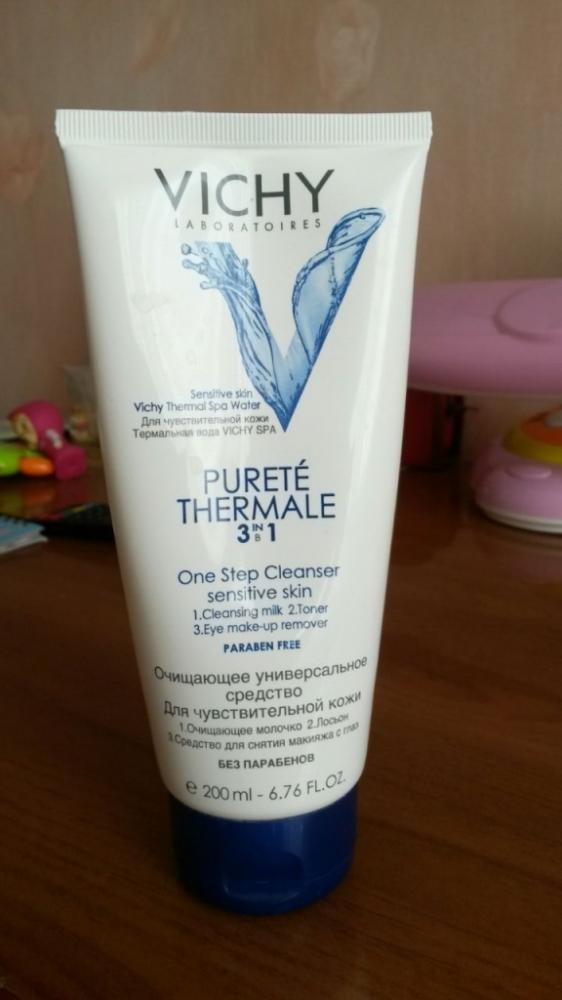 VICHY
LABORATOIRES
Sensitive skin
Vichy Thermal Spa Water
Для чувствительной кожи
Термальная вода VICHY SPA
PURETÉ
THERMALE
3 IN В 1
One Step Cleanser
sensitive skin
1.Cleansing milk 2.Toner
3.Eye make-up remover
PARABEN FREE
Очищающее универсальное
средство
Для чувствительной кожи
1.Очищающее молочко 2.Лосьон
3.Средство для снятия макияжа с глаз
БЕЗ ПАРАБЕНОВ
℮ 200 ml - 6.76 FL.OZ.